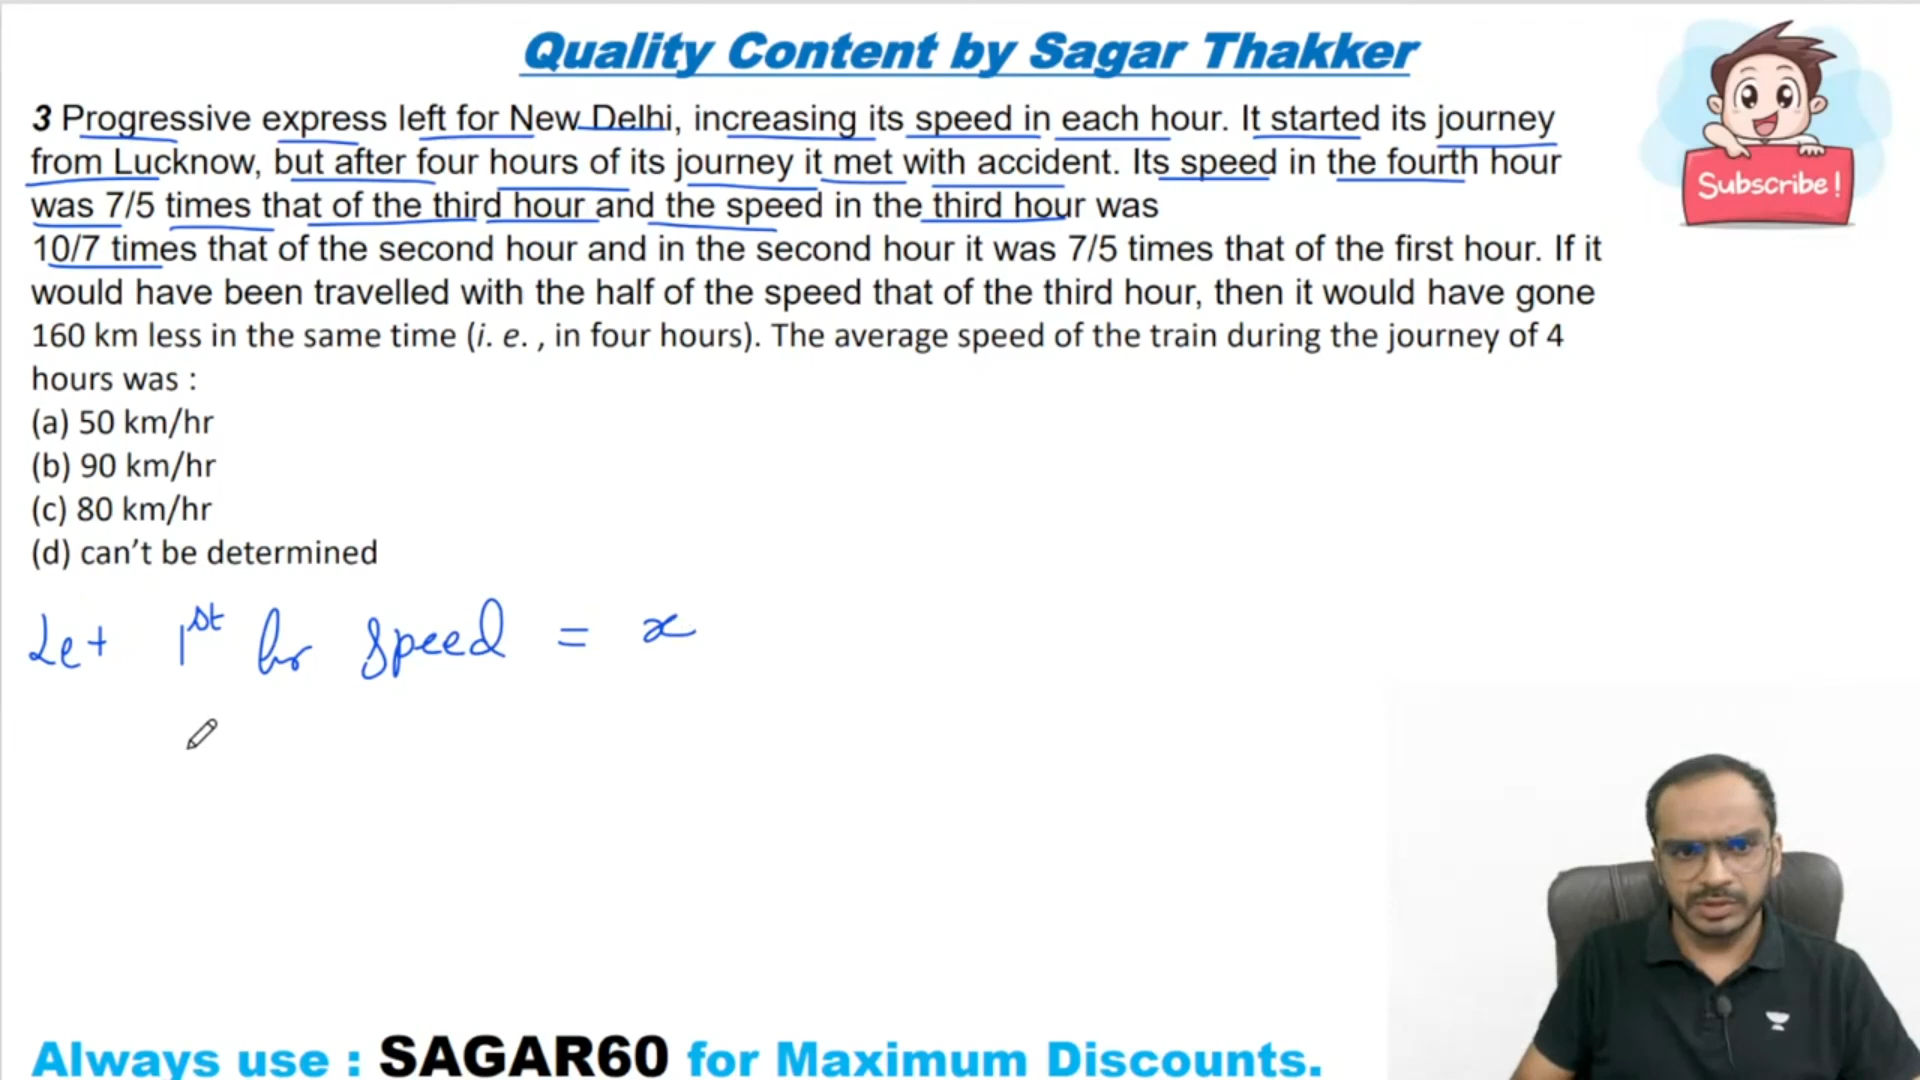 Quality Content by Sagar Thakker
3 Progressive express left for New Delhi, increasing its speed in each hour. It started its journey
from Lucknow, but after four hours of its journey it met with accident. Its speed in the fourth hour
was 7/5 times that of the third hour and the speed in the third hour was
10/7 times that of the second hour and in the second hour it was 7/5 times that of the first hour. If it
would have been travelled with the half of the speed that of the third hour, then it would have gone
160 km less in the same time (i. e. , in four hours). The average speed of the train during the journey of 4
hours was :
(a) 50 km/hr
(b) 90 km/hr
(c) 80 km/hr
(d) can’t be determined
Let 1st hr speed = x
Subscribe!
Always use : SAGAR60 for Maximum Discounts.